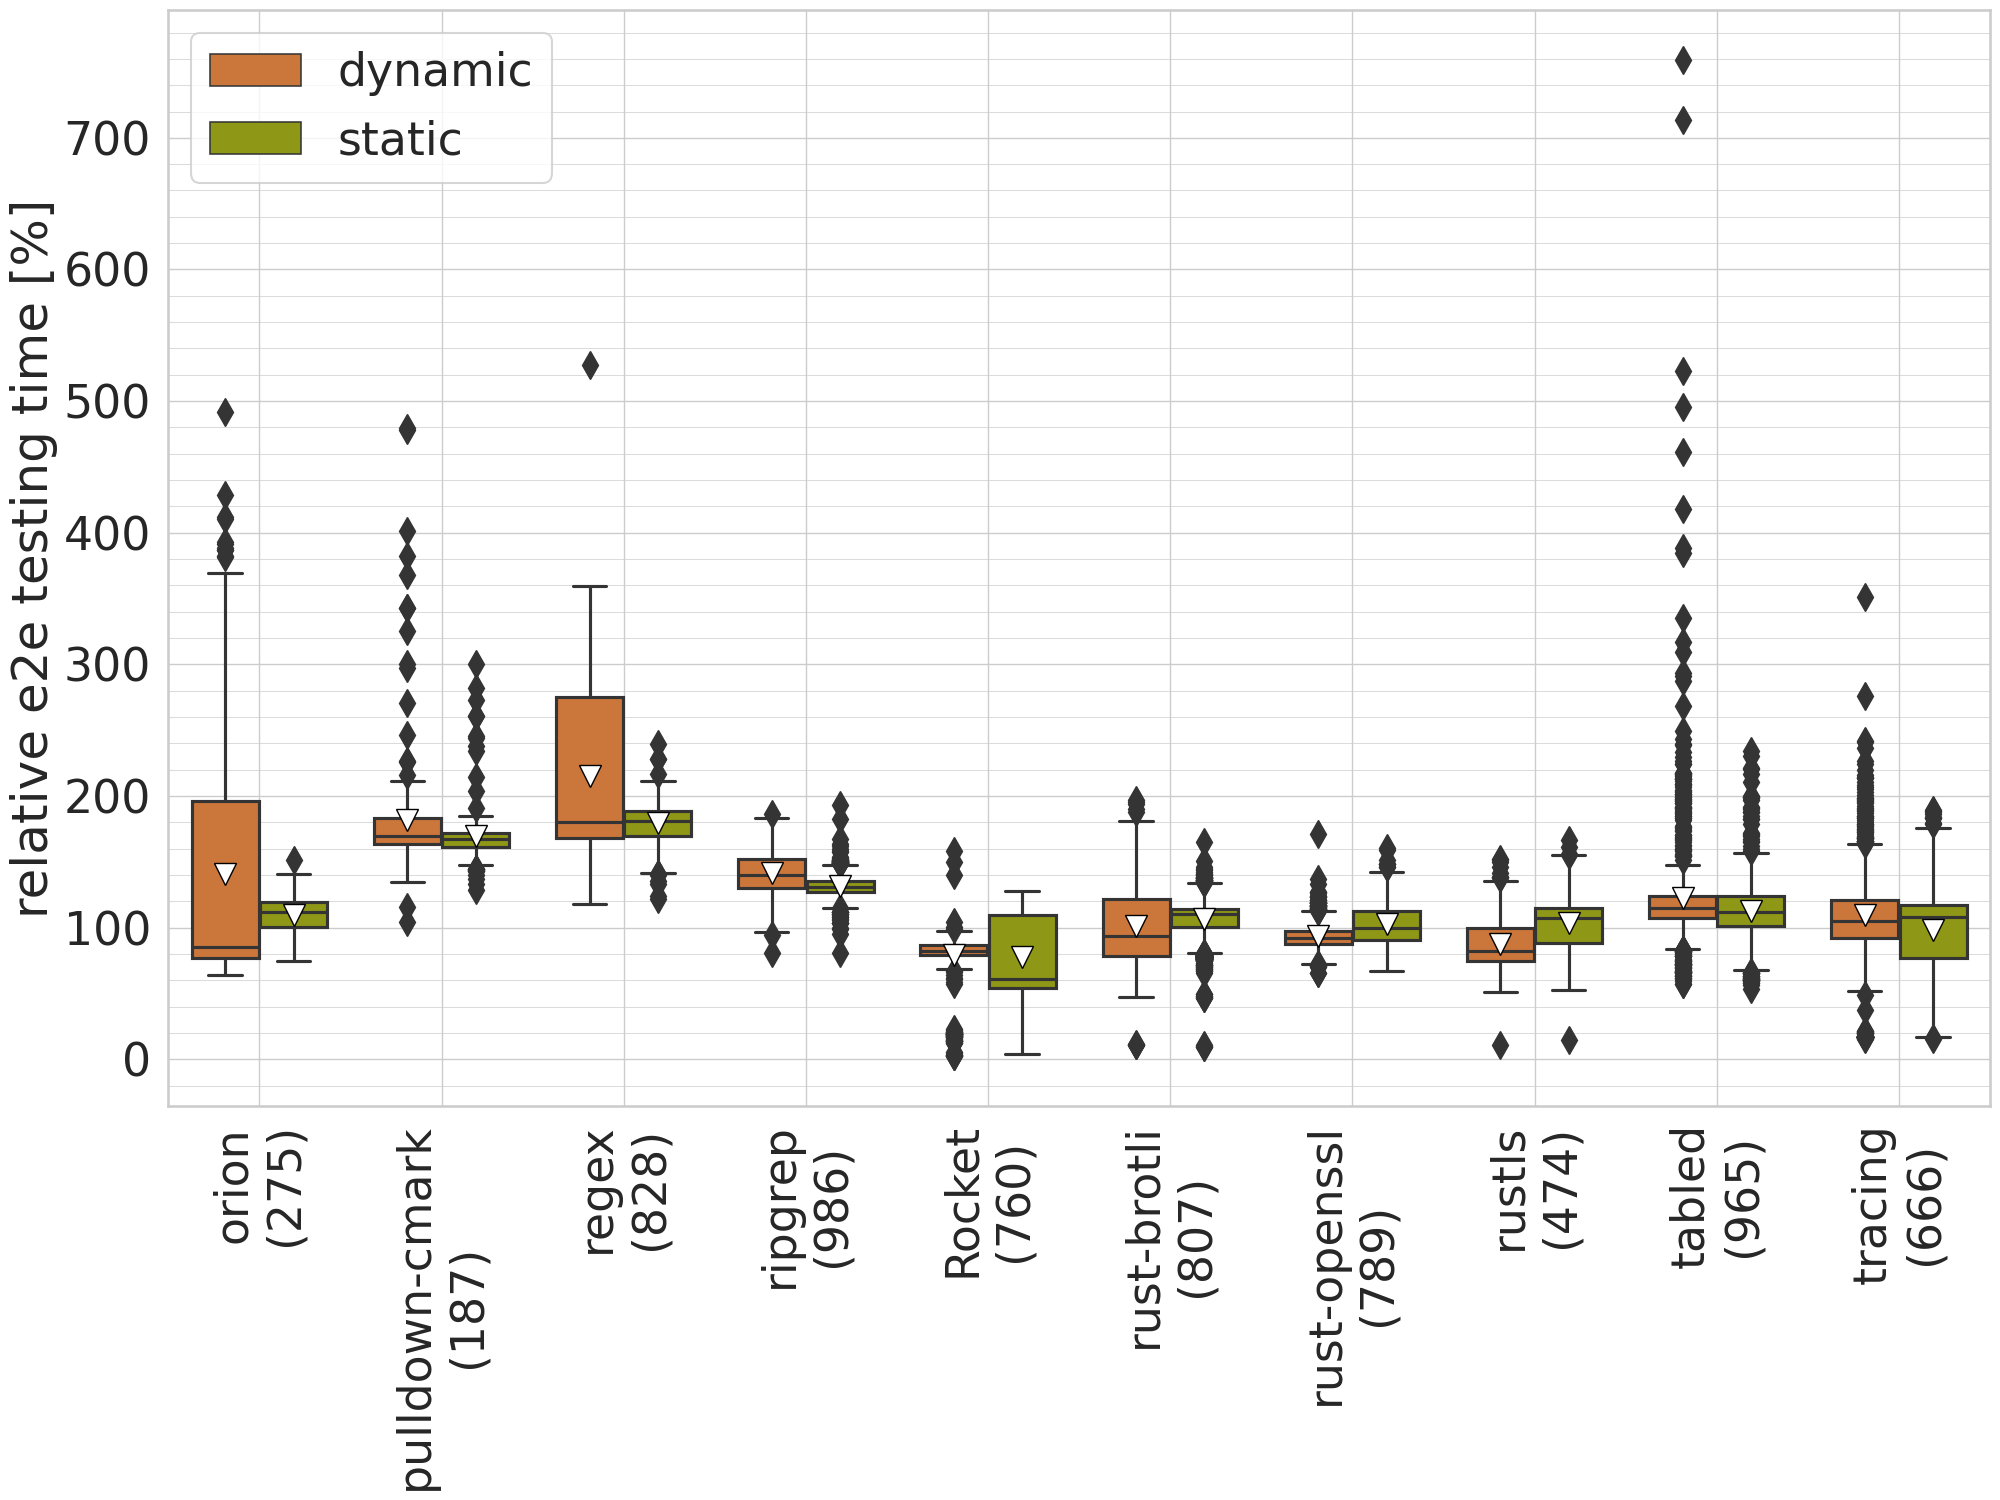 dynamic
static
relative e2e testing time [%]
700
600
500
400
300
200
100
0
orion
(275)
pulldown-cmark
(187)
regex
(828)
ripgrep
(986)
Rocket
(760)
rust-brotli
(807)
rust-openssl
(789)
rustls
(474)
tabled
(965)
tracing
(666)